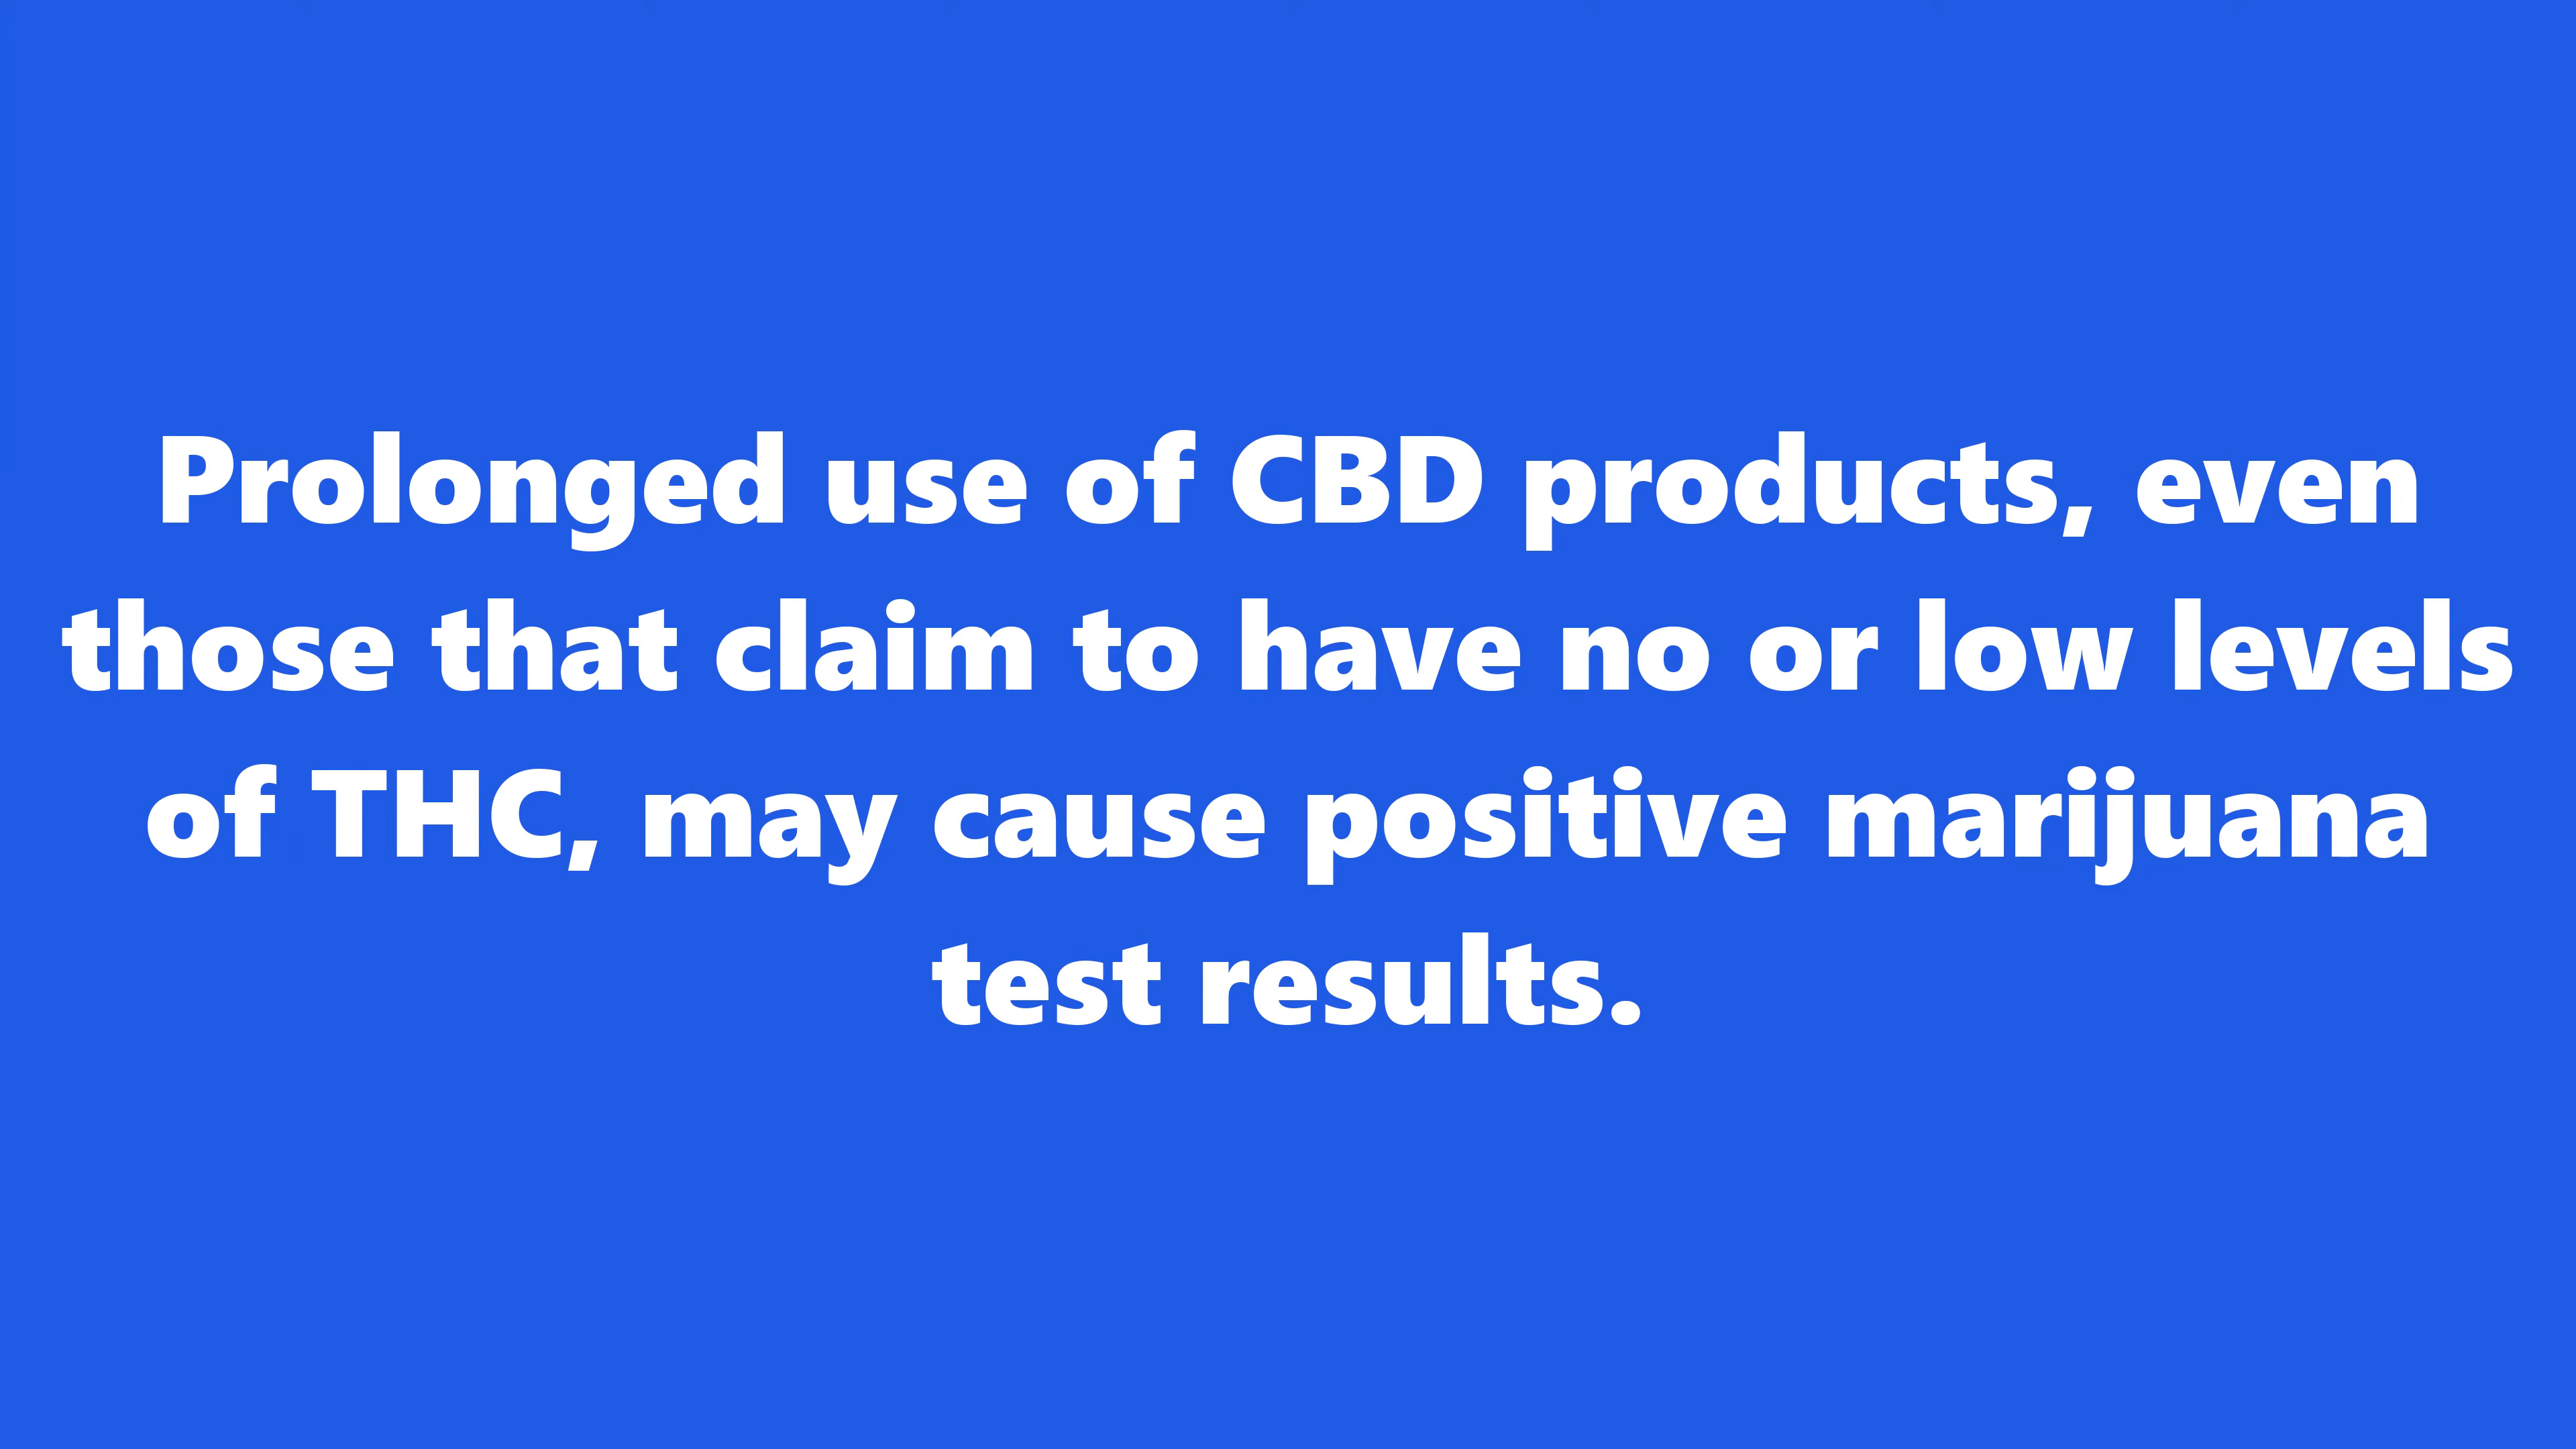 Prolonged use of CBD products, even
those that claim to have no or low levels
of THC, may cause positive marijuana
test results.